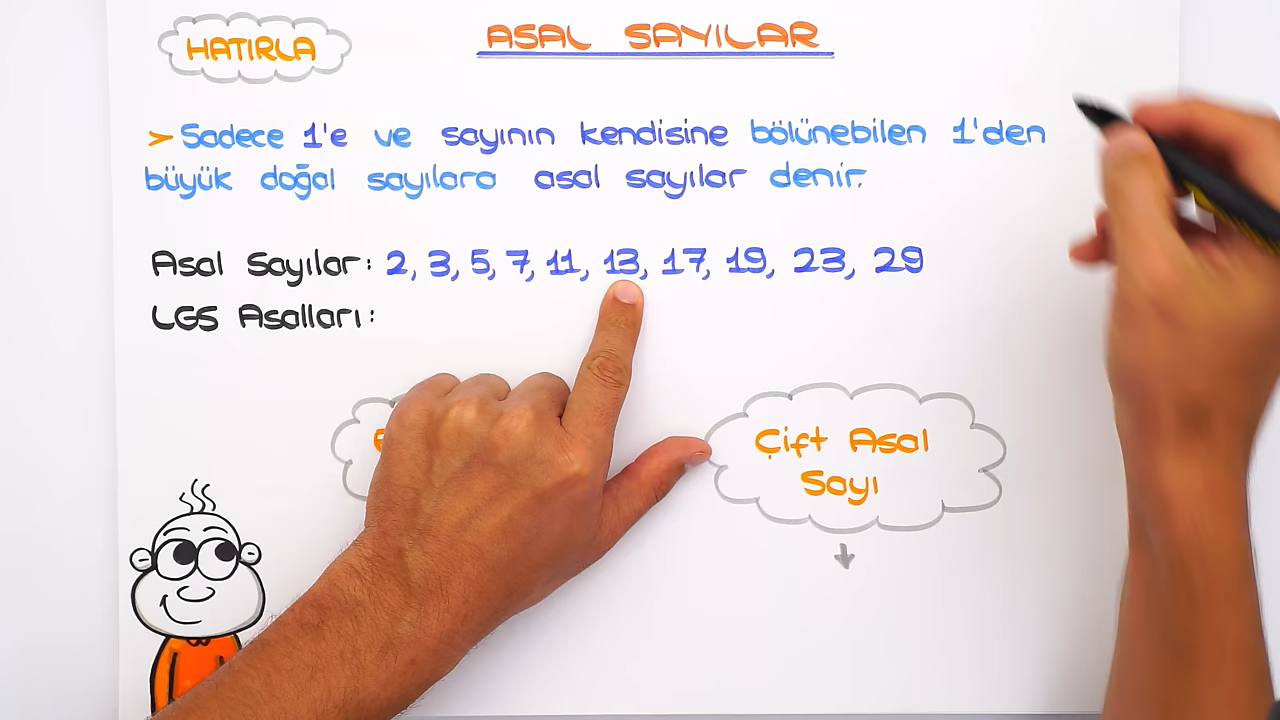 HATIRLA
ASAL SAYILAR
> Sadece 1'e ve sayının kendisine bölünebilen 1'den
büyük doğal sayılara asal sayılar denir.
Asal Sayılar: 2, 3, 5, 7, 11, 13, 17, 19, 23, 29
LGS Asalları:
Çift Asal
Sayı